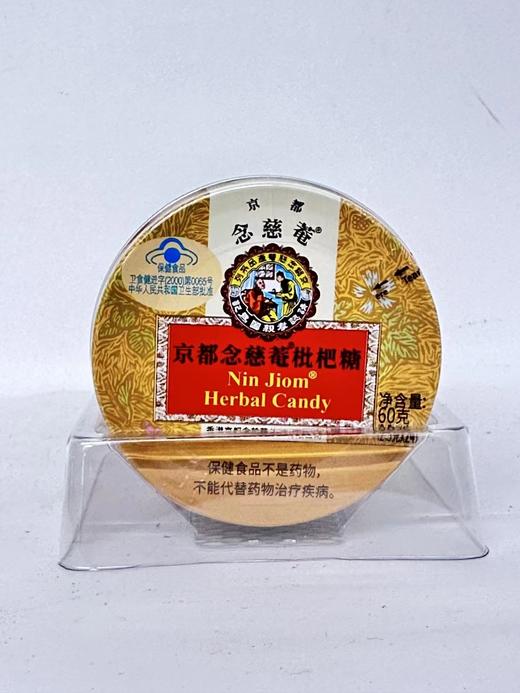 京都
念慈菴®
保健食品
卫食健进字(2000)第0065号
中华人民共和国卫生部批准
京都念慈菴®枇杷糖
Nin Jiom®
Herbal Candy
净含量:
60克
保健食品不是药物,
不能代替药物治疗疾病。